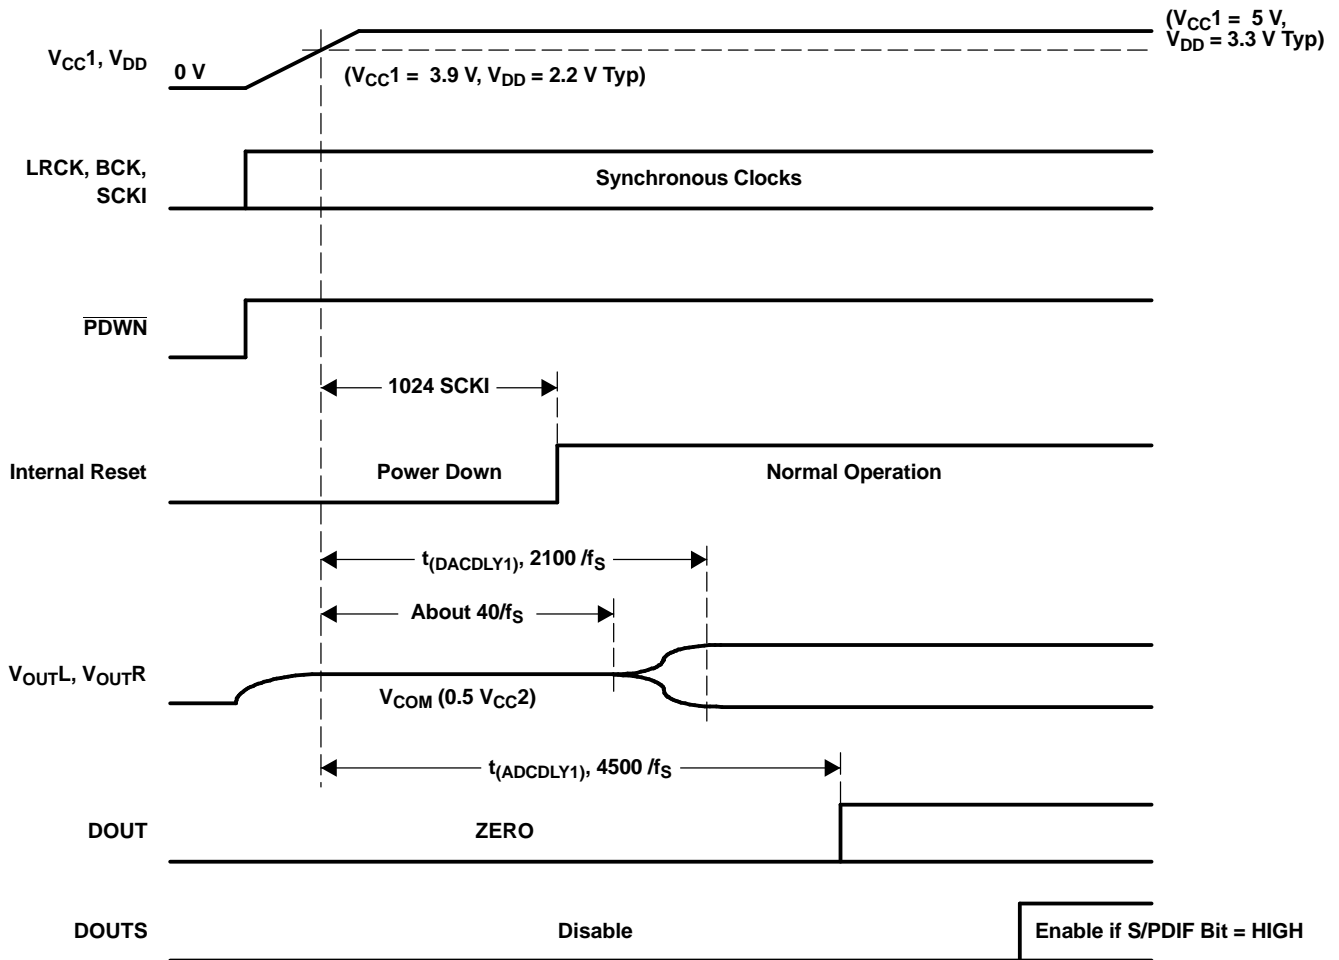 (VCC1 = 5 V,
VDD = 3.3 V Typ)
VCC1, VDD
0 V
(VCC1 = 3.9 V, VDD = 2.2 V Typ)
LRCK, BCK,
SCKI
Synchronous Clocks
PDWN
1024 SCKI
Internal Reset
Power Down
Normal Operation
t(DACDLY1), 2100 /fS
About 40/fS
VOUTL, VOUTR
VCOM (0.5 VCC2)
t(ADCDLY1), 4500 /fS
DOUT
ZERO
DOUTS
Disable
Enable if S/PDIF Bit = HIGH